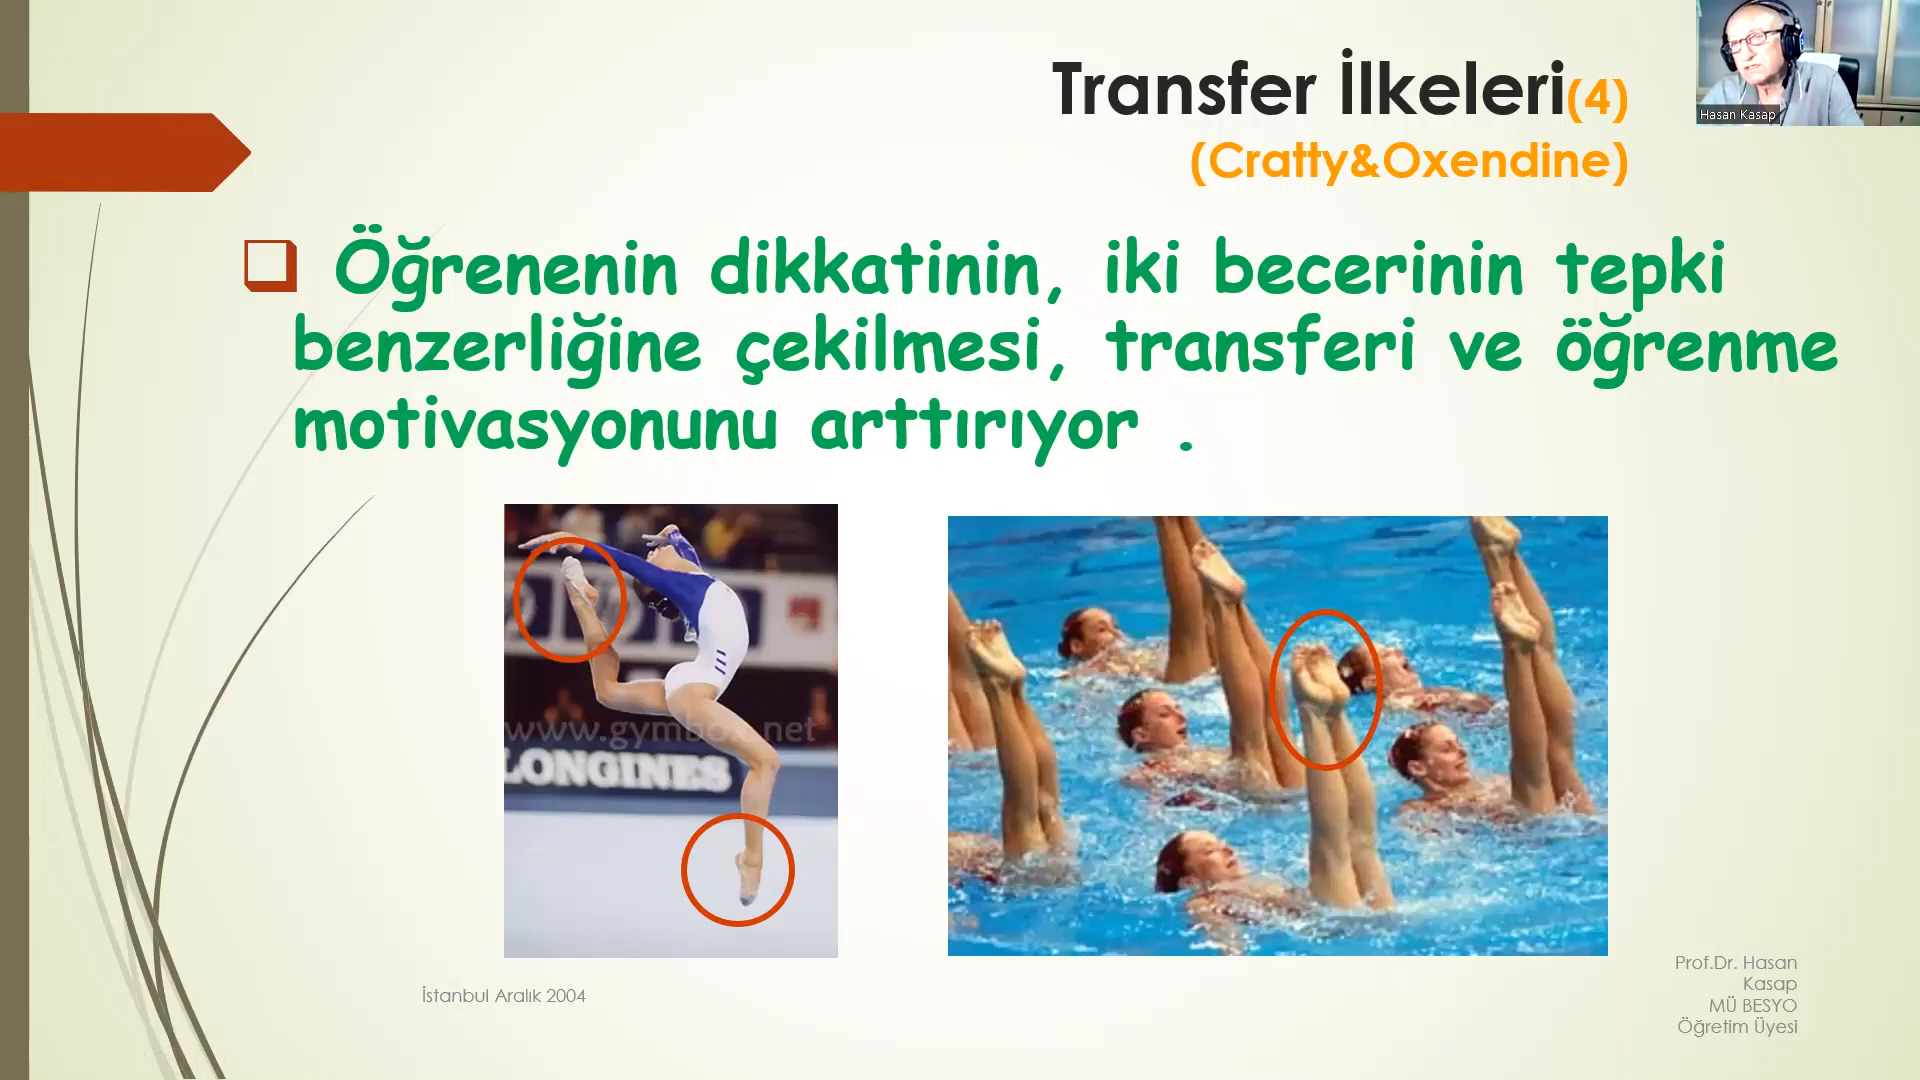 Transfer İlkeleri(4)
(Cratty&Oxendine)
Hasan Kasap
Öğrenenin dikkatinin, iki becerinin tepki
benzerliğine çekilmesi, transferi ve öğrenme
motivasyonunu arttırıyor .
www.gymbox.net
LONGINES
İstanbul Aralık 2004
Prof.Dr. Hasan
Kasap
MÜ BESYO
Öğretim Üyesi